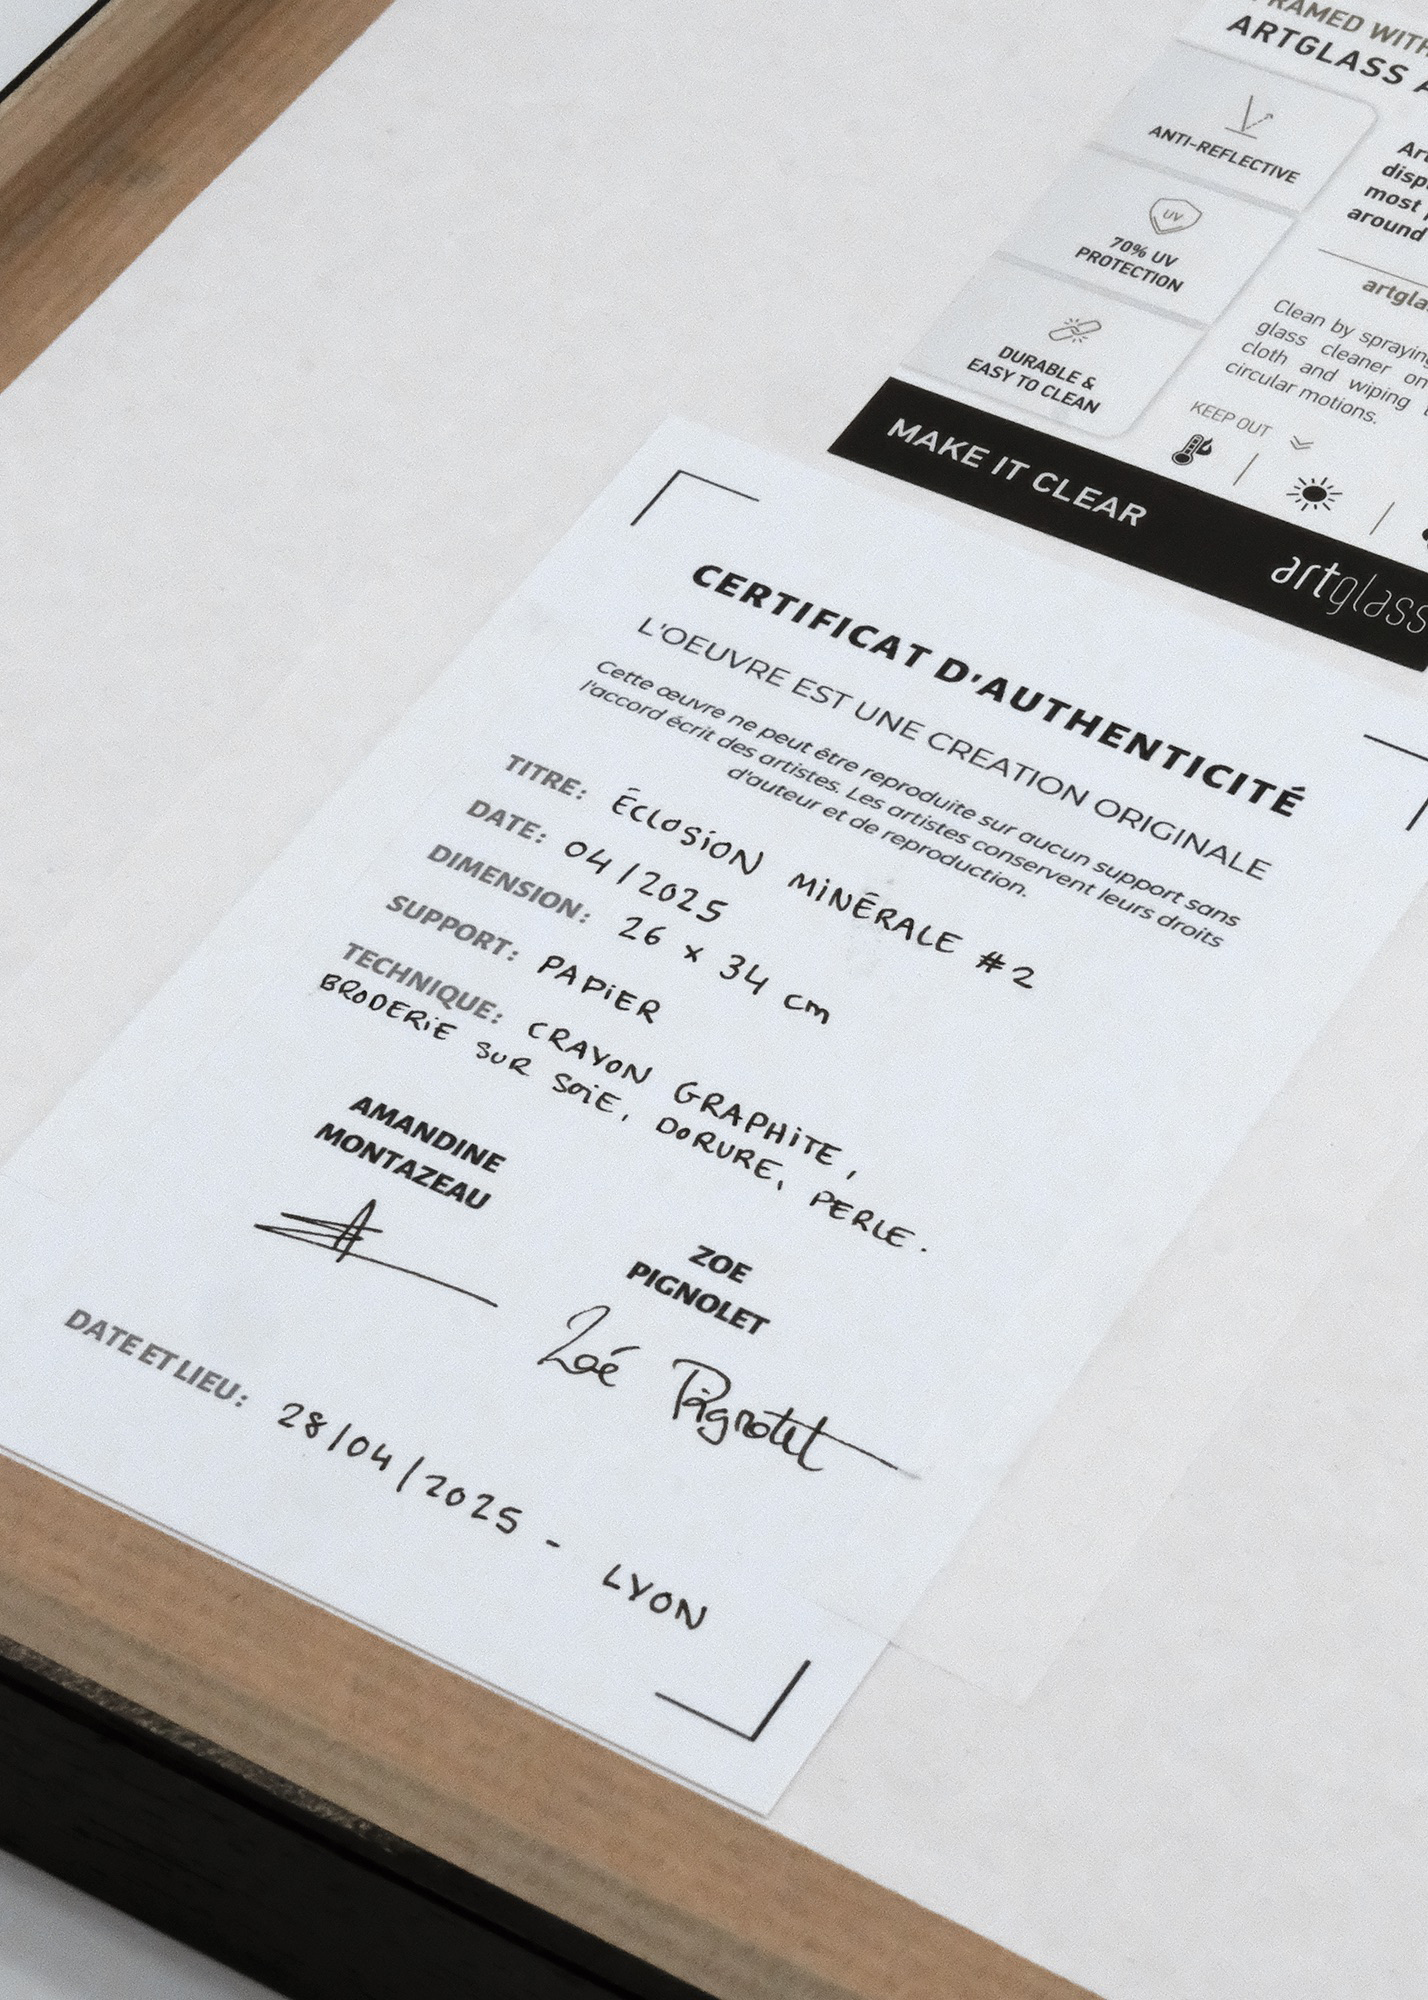 FRAMED WITH
ARTGLASS
ANTI-REFLECTIVE
UV
70% UV
PROTECTION
DURABLE &
EASY TO CLEAN
most
around
Clean by spraying
glass cleaner on
cloth and wiping
circular motions.
KEEP OUT
MAKE IT CLEAR
artglass
CERTIFICAT D'AUTHENTICITÉ
L'OEUVRE EST UNE CREATION ORIGINALE
Cette œuvre ne peut être reproduite sur aucun support sans
l'accord écrit des artistes. Les artistes conservent leurs droits
d'auteur et de reproduction.
TITRE: ÉCLOSION MINÉRALE #2
DATE: 04/2025
DIMENSION: 26 x 34 cm
SUPPORT: PAPIER
TECHNIQUE: CRAYON GRAPHITE,
BRODERIE SUR SOIE, DORURE, PERLE.
AMANDINE
MONTAZEAU
ZOE
PIGNOLET
Zoé Pignolet
DATE ET LIEU: 28/04/2025 - LYON